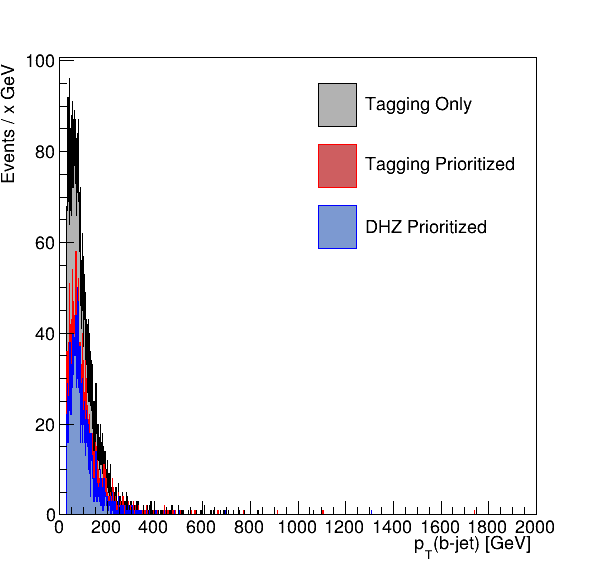 Events / x GeV
100
80
60
40
20
0
Tagging Only
Tagging Prioritized
DHZ Prioritized
0 200 400 600 800 1000 1200 1400 1600 1800 2000
p_T(b-jet) [GeV]